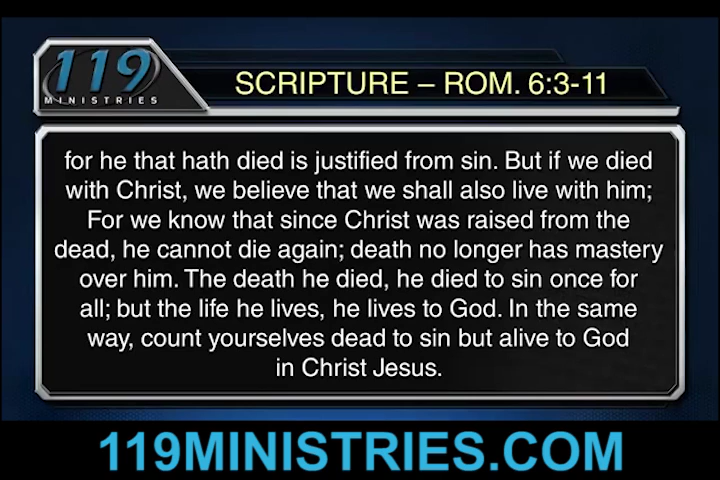 119
MINISTRIES
SCRIPTURE – ROM. 6:3-11
for he that hath died is justified from sin. But if we died
with Christ, we believe that we shall also live with him;
For we know that since Christ was raised from the
dead, he cannot die again; death no longer has mastery
over him. The death he died, he died to sin once for
all; but the life he lives, he lives to God. In the same
way, count yourselves dead to sin but alive to God
in Christ Jesus.
119MINISTRIES.COM